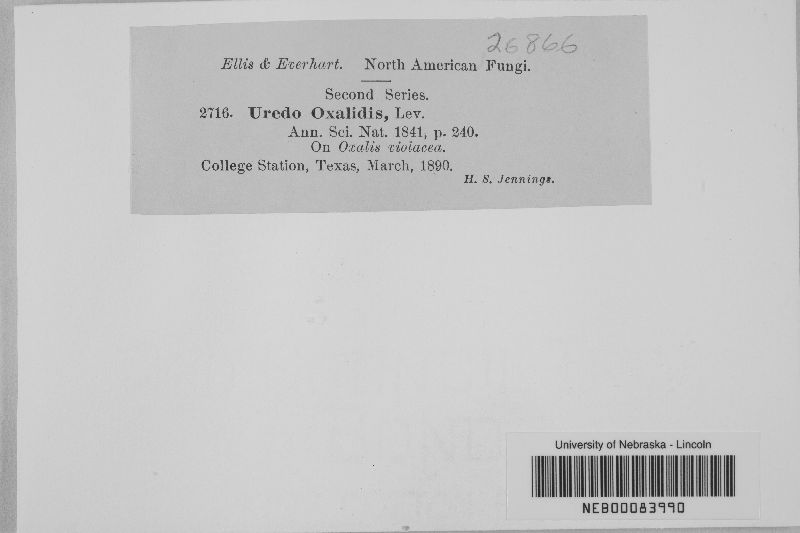 26866
Ellis & Everhart. North American Fungi.
Second Series.
2716. Uredo Oxalidis, Lev.
Ann. Sci. Nat. 1841, p. 240.
On Oxalis violacea.
College Station, Texas, March, 1890.
H. S. Jennings.
University of Nebraska - Lincoln
NEB00083990